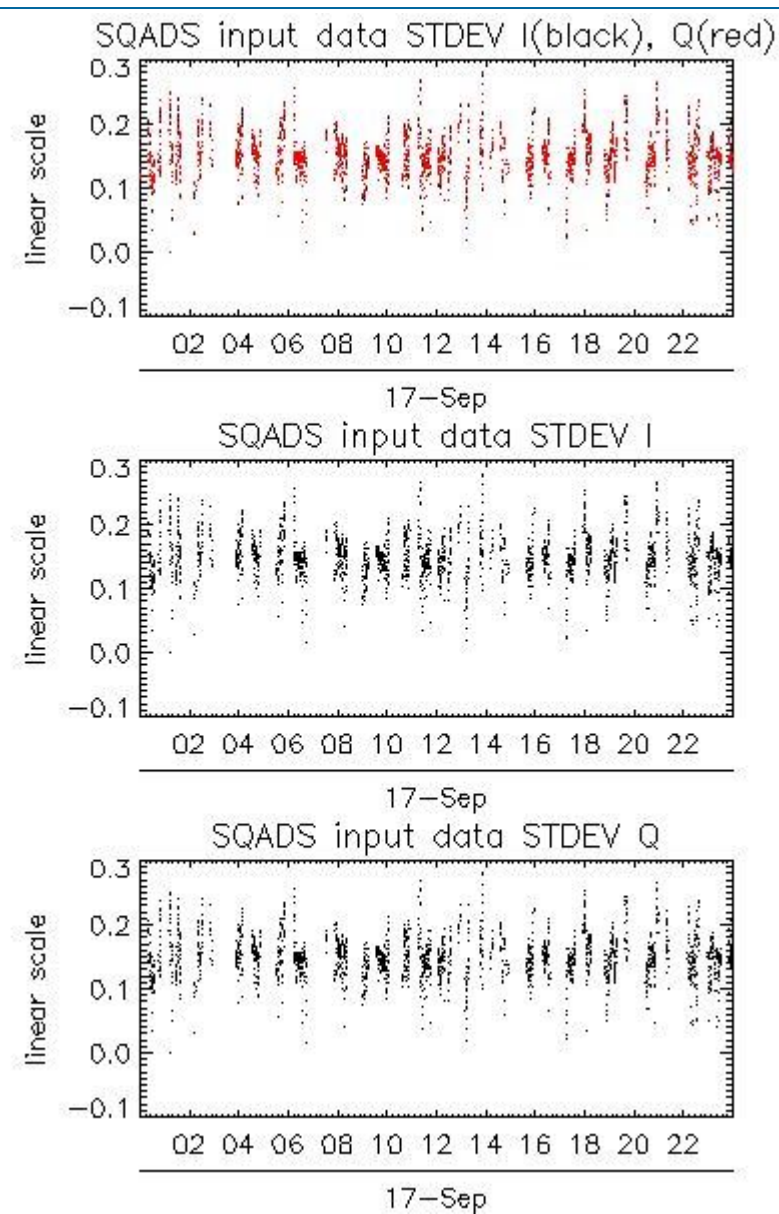 SQADS input data STDEV I(black), Q(red)
0.3
0.2
0.1
0.0
−0.1
linear scale
02 04 06 08 10 12 14 16 18 20 22
17−Sep
SQADS input data STDEV I
0.3
0.2
0.1
0.0
−0.1
linear scale
02 04 06 08 10 12 14 16 18 20 22
17−Sep
SQADS input data STDEV Q
0.3
0.2
0.1
0.0
−0.1
linear scale
02 04 06 08 10 12 14 16 18 20 22
17−Sep